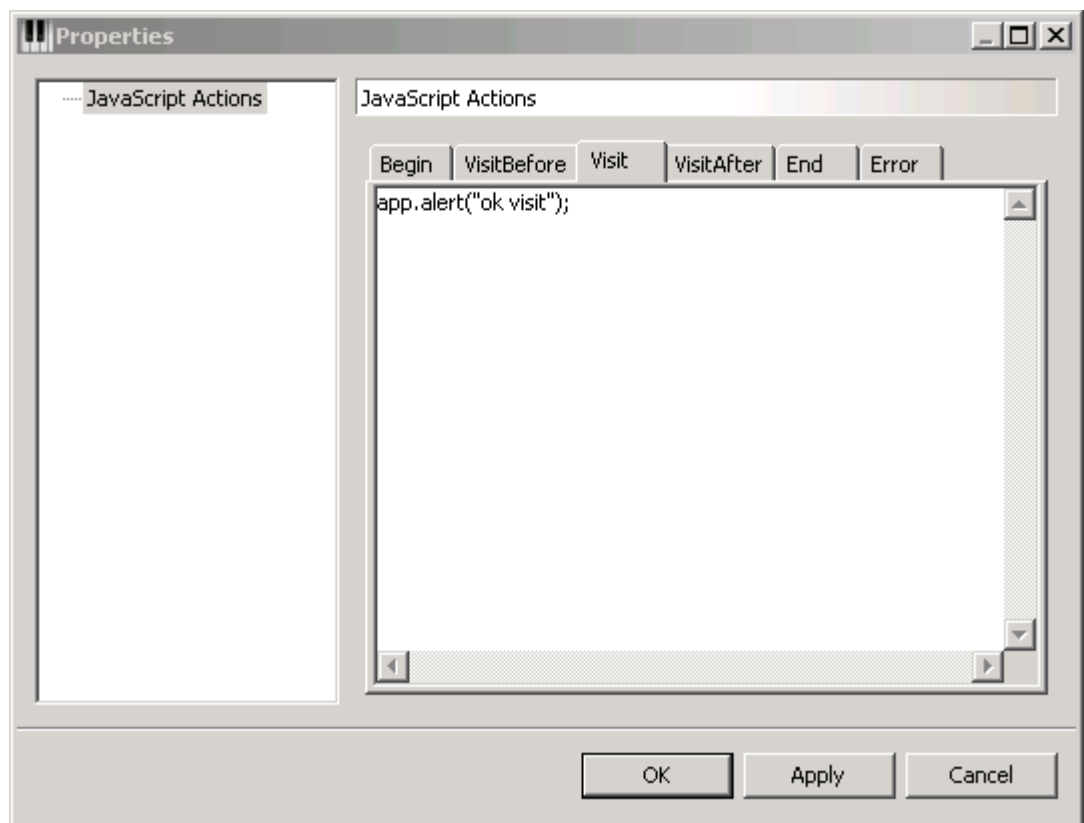 Properties
JavaScript Actions
JavaScript Actions
Begin VisitBefore Visit VisitAfter End Error
app.alert("ok visit");
OK Apply Cancel